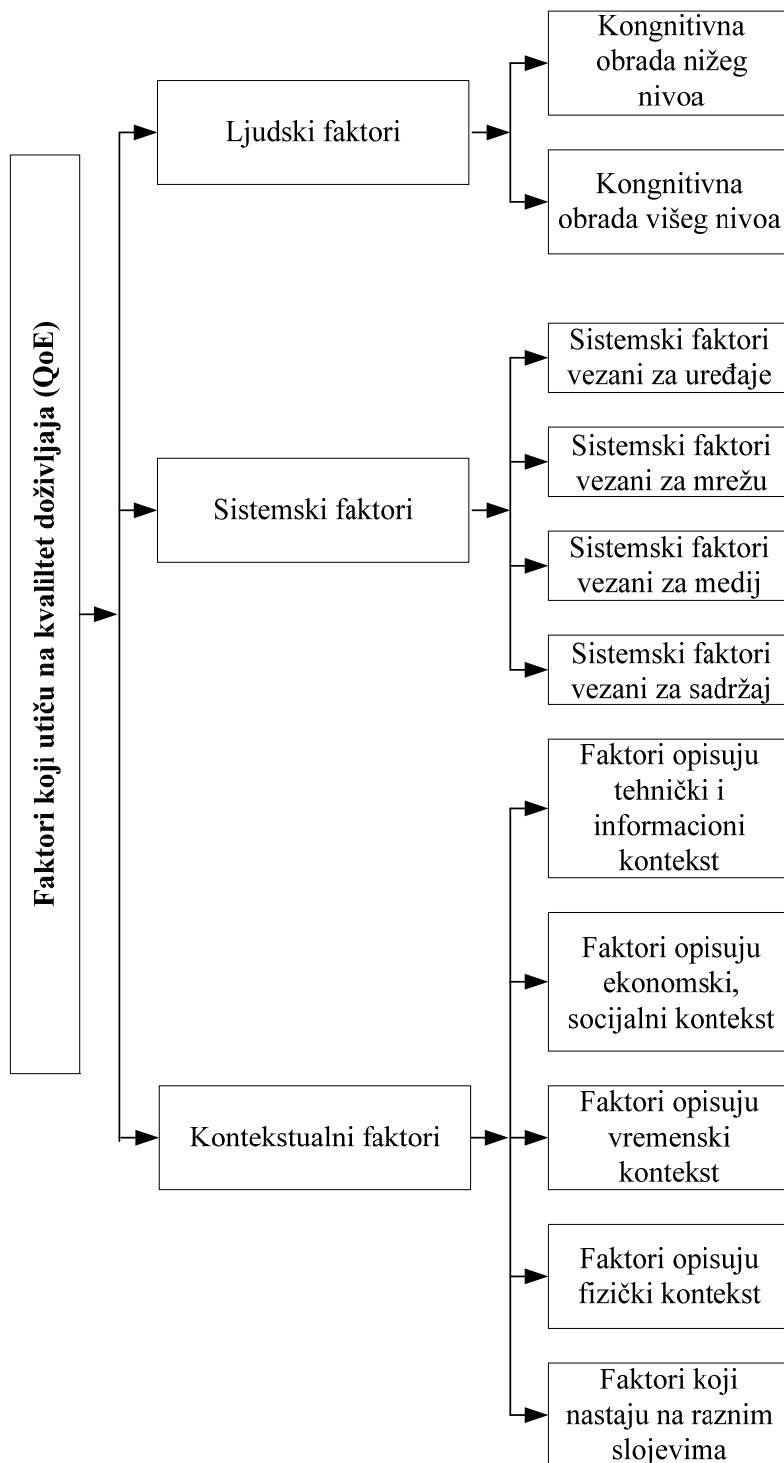 Faktori koji utiču na kvalitet doživljaja (QoE)
Ljudski faktori
Kongnitivna
obrada nižeg
nivoa
Kongnitivna
obrada višeg nivoa
Sistemski faktori
Sistemski faktori
vezani za uređaje
Sistemski faktori
vezani za mrežu
Sistemski faktori
vezani za medij
Sistemski faktori
vezani za sadržaj
Kontekstualni faktori
Faktori opisuju
tehnički i
informacioni
kontekst
Faktori opisuju
ekonomski,
socijalni kontekst
Faktori opisuju
vremenski
kontekst
Faktori opisuju
fizički kontekst
Faktori koji
nastaju na raznim
slojevima